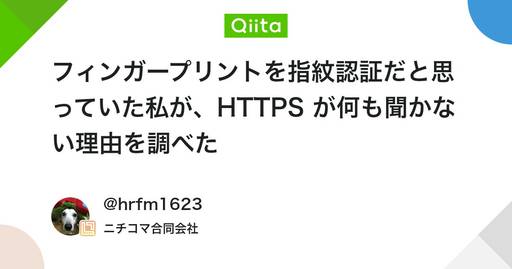 Qiita
フィンガープリントを指紋認証だと思
っていた私が、HTTPS が何も聞かな
い理由を調べた
@hrfm1623
ニチコマ合同会社